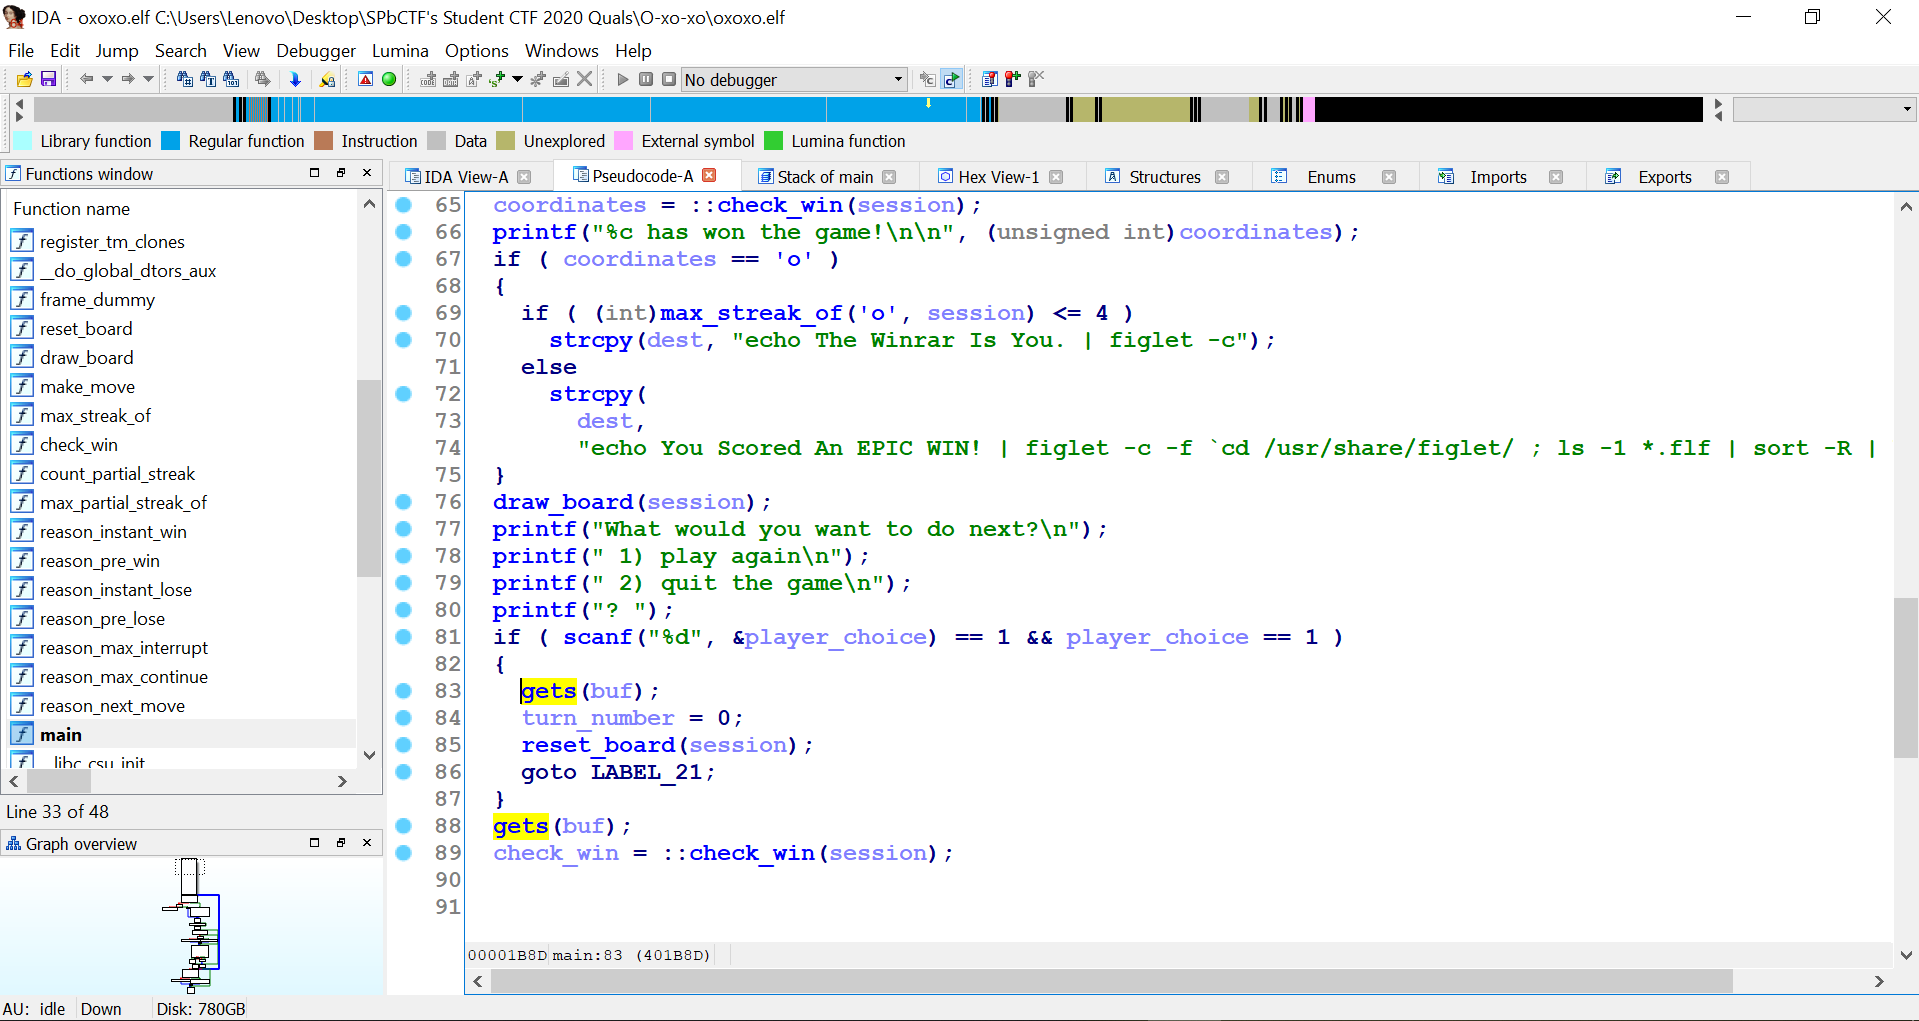 IDA - oxoxo.elf C:\Users\Lenovo\Desktop\SPbCTF's Student CTF 2020 Quals\O-xo-xo\oxoxo.elf
File Edit Jump Search View Debugger Lumina Options Windows Help
No debugger
Library function Regular function Instruction Data Unexplored External symbol Lumina function
Functions window
IDA View-A Pseudocode-A Stack of main Hex View-1 Structures Enums Imports Exports
Function name
register_tm_clones
__do_global_dtors_aux
frame_dummy
reset_board
draw_board
make_move
max_streak_of
check_win
count_partial_streak
max_partial_streak_of
reason_instant_win
reason_pre_win
reason_instant_lose
reason_pre_lose
reason_max_interrupt
reason_max_continue
reason_next_move
main
__libc_csu_init
Line 33 of 48
Graph overview
65 coordinates = ::check_win(session);
66 printf("%c has won the game!\n\n", (unsigned int)coordinates);
67 if ( coordinates == 'o' )
68 {
69 if ( (int)max_streak_of('o', session) <= 4 )
70 strcpy(dest, "echo The Winrar Is You. | figlet -c");
71 else
72 strcpy(
73 dest,
74 "echo You Scored An EPIC WIN! | figlet -c -f `cd /usr/share/figlet/ ; ls -1 *.flf | sort -R |
75 }
76 draw_board(session);
77 printf("What would you want to do next?\n");
78 printf(" 1) play again\n");
79 printf(" 2) quit the game\n");
80 printf("? ");
81 if ( scanf("%d", &player_choice) == 1 && player_choice == 1 )
82 {
83 gets(buf);
84 turn_number = 0;
85 reset_board(session);
86 goto LABEL_21;
87 }
88 gets(buf);
89 check_win = ::check_win(session);
90
91
00001B8D main:83 (401B8D)
AU: idle Down Disk: 780GB